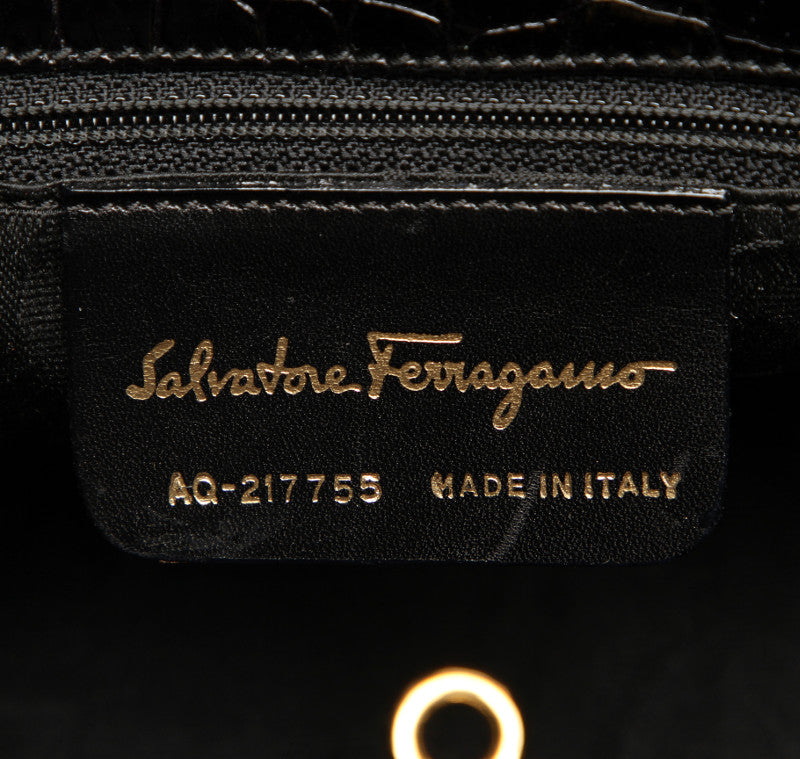 Salvatore Ferragamo
AQ-217755 MADE IN ITALY